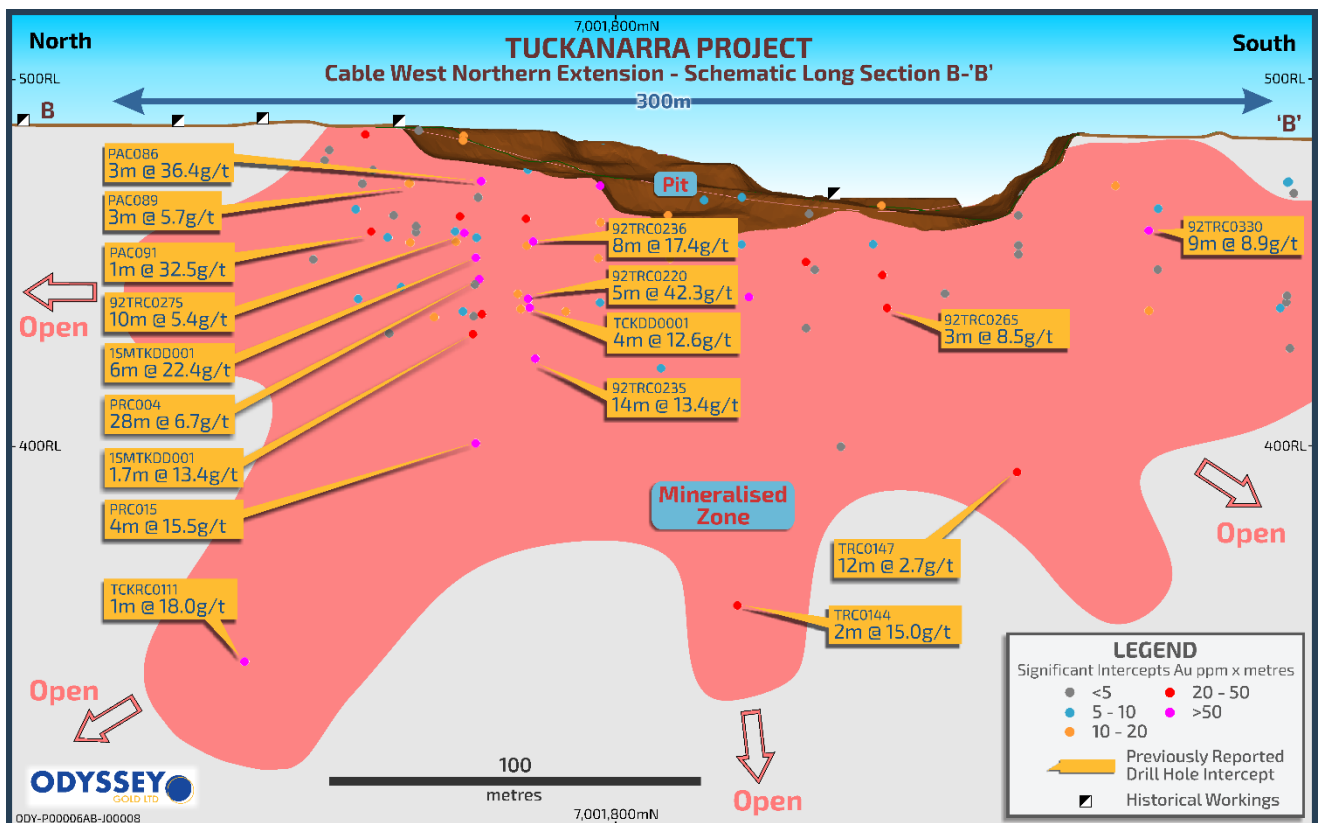 7,001,800mN
North
TUCKANARRA PROJECT
South
Cable West Northern Extension - Schematic Long Section B-'B'
500RL
500RL
B
300m
'B'
PAC086
3m @ 36.4g/t
PAC089
3m @ 5.7g/t
PAC091
1m @ 32.5g/t
92TRC0275
10m @ 5.4g/t
15MTKDD001
6m @ 22.4g/t
PRC004
28m @ 6.7g/t
15MTKDD001
1.7m @ 13.4g/t
PRC015
4m @ 15.5g/t
TCKRC0111
1m @ 18.0g/t
Pit
92TRC0236
8m @ 17.4g/t
92TRC0220
5m @ 42.3g/t
TCKDD0001
4m @ 12.6g/t
92TRC0235
14m @ 13.4g/t
92TRC0330
9m @ 8.9g/t
92TRC0265
3m @ 8.5g/t
Open
400RL
400RL
Mineralised
Zone
Open
TRC0147
12m @ 2.7g/t
TRC0144
2m @ 15.0g/t
Open
Open
LEGEND
Significant Intercepts Au ppm x metres
<5
20 - 50
5 - 10
>50
10 - 20
Previously Reported
Drill Hole Intercept
Historical Workings
100
metres
ODYSSEY
GOLD LTD
ODY-P00006AB-J00008
7,001,800mN